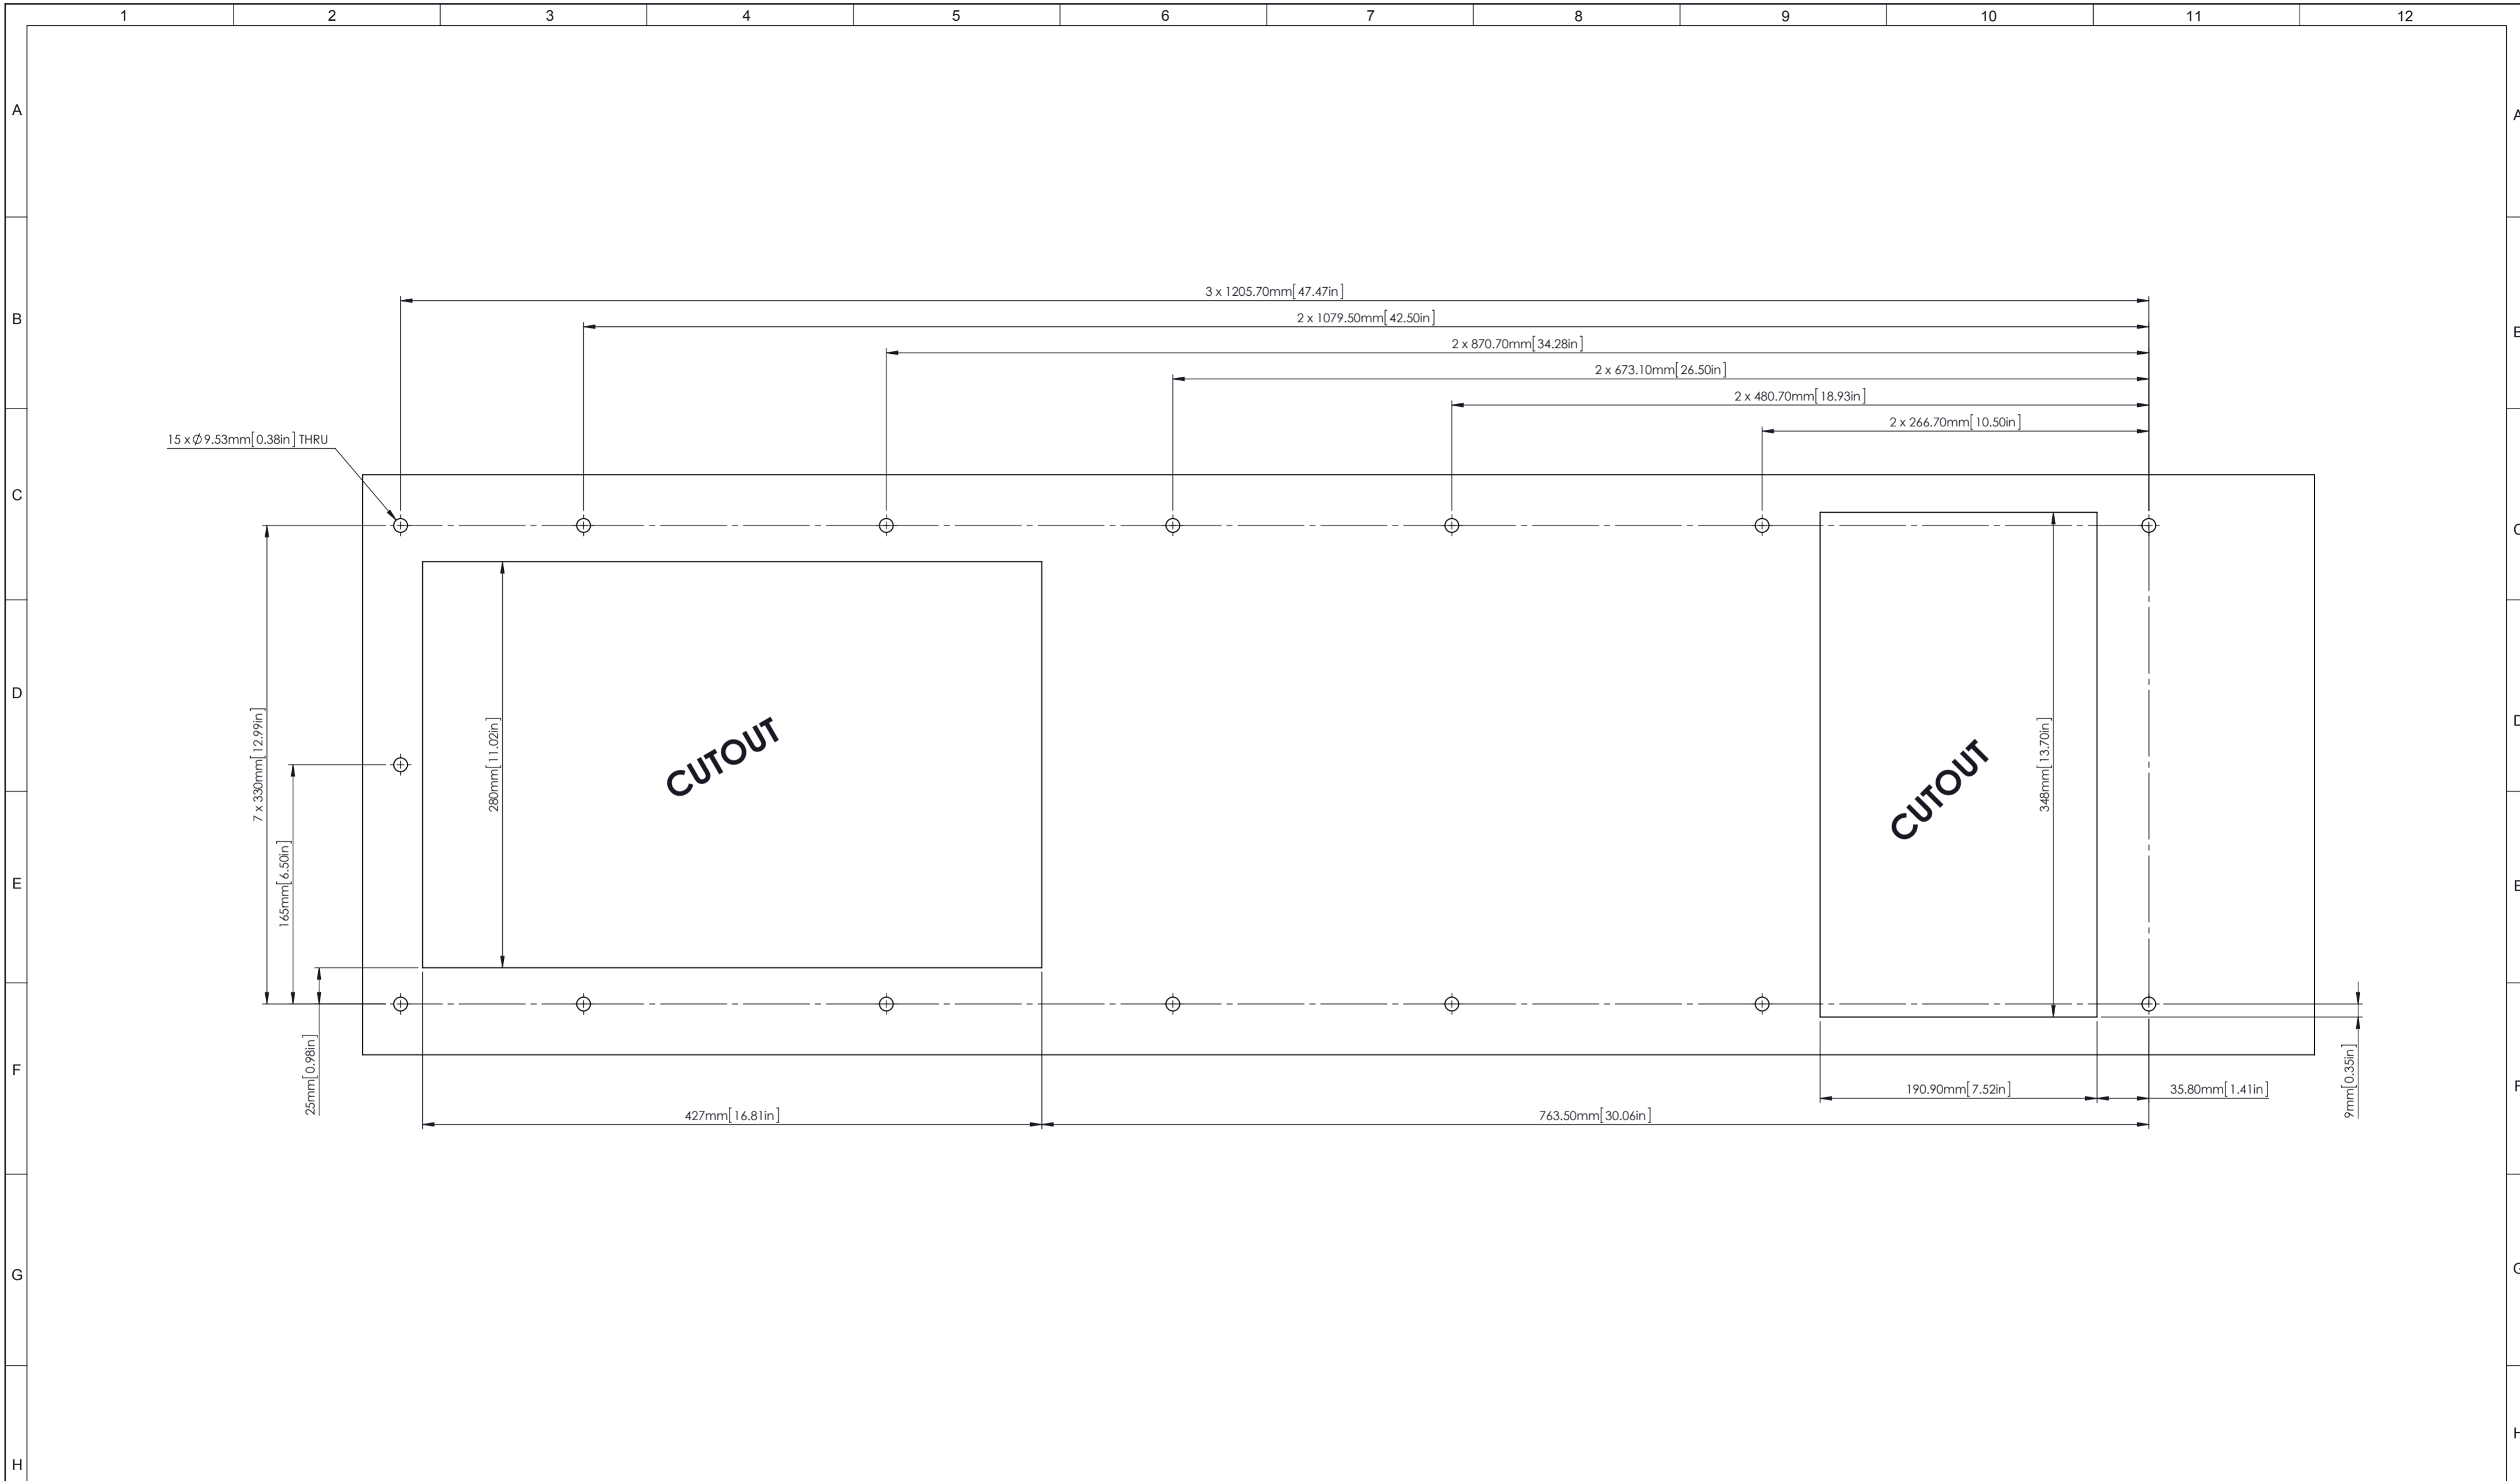 1 2 3 4 5 6 7 8 9 10 11 12
A A
B B
3 x 1205.70mm[47.47in]
2 x 1079.50mm[42.50in]
2 x 870.70mm[34.28in]
2 x 673.10mm[26.50in]
2 x 480.70mm[18.93in]
2 x 266.70mm[10.50in]
15 x Ø 9.53mm[0.38in] THRU
C C
D D
7 x 330mm[12.99in]
165mm[6.50in]
280mm[11.02in]
CUTOUT
CUTOUT
348mm[13.70in]
E E
25mm[0.98in]
F F
427mm[16.81in]
763.50mm[30.06in]
190.90mm[7.52in]
35.80mm[1.41in]
9mm[0.35in]
G G
H H